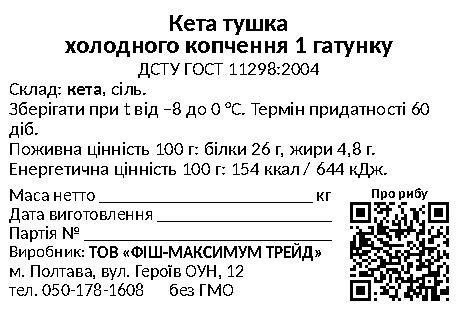 Кета тушка
холодного копчення 1 гатунку
ДСТУ ГОСТ 11298:2004
Склад: кета, сіль.
Зберігати при t від –8 до 0 °С. Термін придатності 60
діб.
Поживна цінність 100 г: білки 26 г, жири 4,8 г.
Енергетична цінність 100 г: 154 ккал / 644 кДж.
Маса нетто ________________________ кг
Про рибу
Дата виготовлення ___________________
Партія № ___________________________
Виробник: ТОВ «ФІШ-МАКСИМУМ ТРЕЙД»
м. Полтава, вул. Героїв ОУН, 12
тел. 050-178-1608 без ГМО